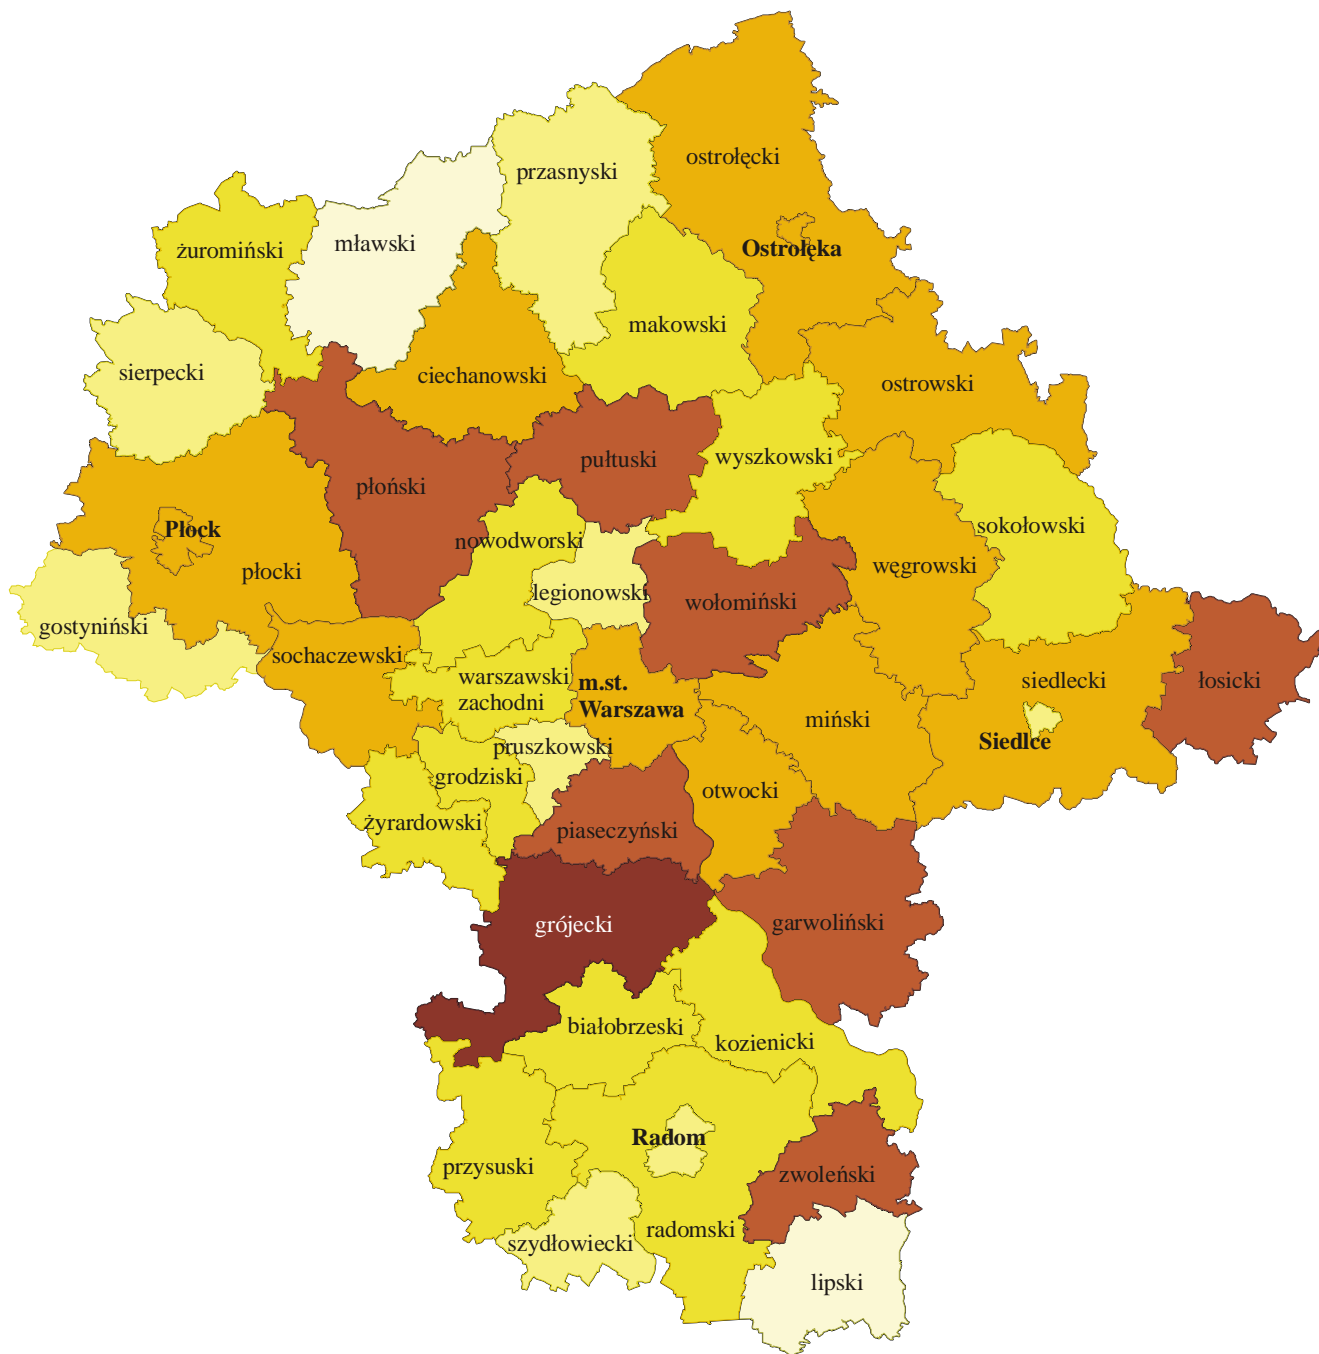 ostrołęcki
przasnyski
mławski
żuromiński
Ostrołęka
makowski
sierpecki
ciechanowski
ostrowski
płoński
pułtuski
wyszkowski
Płock
nowodworski
sokołowski
płocki
legionowski
wołomiński
węgrowski
gostyniński
sochaczewski
warszawski
zachodni
m.st.
Warszawa
siedlecki
łosicki
miński
Siedlce
pruszkowski
grodziski
otwocki
żyrardowski
piaseczyński
grójecki
garwoliński
białobrzeski
kozienicki
Radom
przysuski
zwoleński
radomski
szydłowiecki
lipski